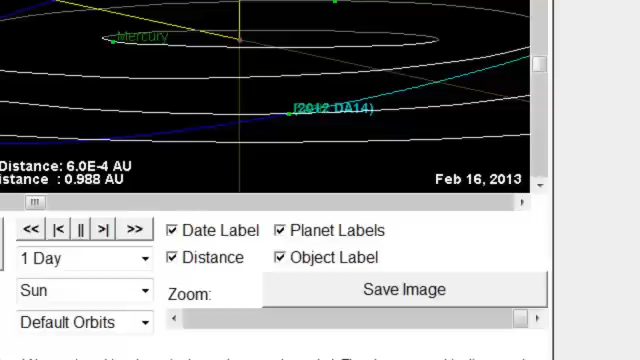 Mercury
(2012 DA14)
Distance: 6.0E-4 AU
istance : 0.988 AU
Feb 16, 2013
<< |< || >| >>
Date Label
Planet Labels
1 Day
Distance
Object Label
Sun
Zoom:
Save Image
Default Orbits